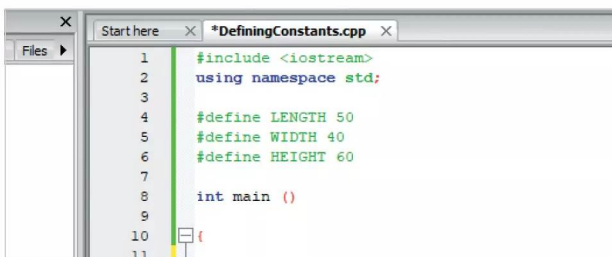 Start here *DefiningConstants.cpp
Files
1 #include <iostream>
2 using namespace std;
3
4 #define LENGTH 50
5 #define WIDTH 40
6 #define HEIGHT 60
7
8 int main ()
9
10 {
11